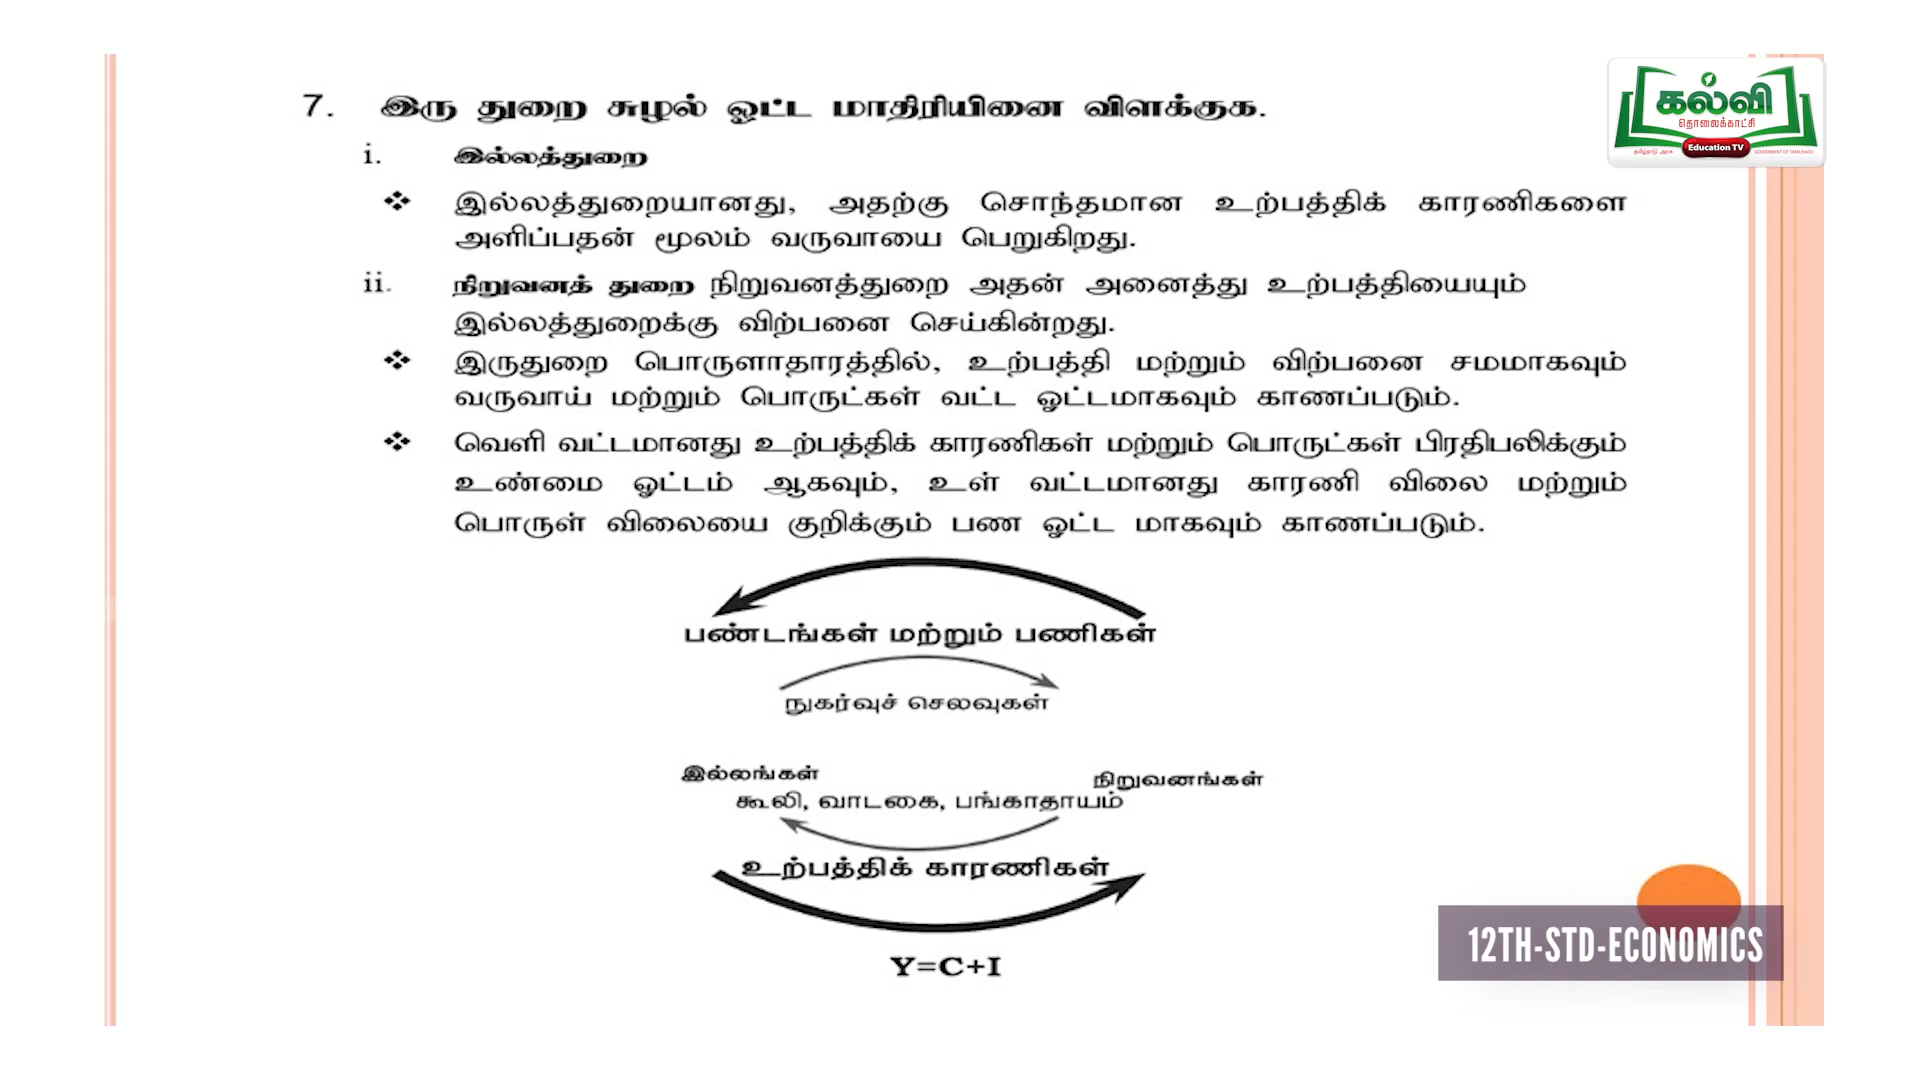 7. இரு துறை சுழல் ஓட்ட மாதிரியினை விளக்குக.
கல்வி
தொலைக்காட்சி
தமிழ்நாடு அரசு Education TV GOVERNMENT OF TAMILNADU
i. இல்லத்துறை
❖ இல்லத்துறையானது, அதற்கு சொந்தமான உற்பத்திக் காரணிகளை
அளிப்பதன் மூலம் வருவாயை பெறுகிறது.
ii. நிறுவனத் துறை நிறுவனத்துறை அதன் அனைத்து உற்பத்தியையும்
இல்லத்துறைக்கு விற்பனை செய்கின்றது.
❖ இருதுறை பொருளாதாரத்தில், உற்பத்தி மற்றும் விற்பனை சமமாகவும்
வருவாய் மற்றும் பொருட்கள் வட்ட ஓட்டமாகவும் காணப்படும்.
❖ வெளி வட்டமானது உற்பத்திக் காரணிகள் மற்றும் பொருட்கள் பிரதிபலிக்கும்
உண்மை ஓட்டம் ஆகவும், உள் வட்டமானது காரணி விலை மற்றும்
பொருள் விலையை குறிக்கும் பண ஓட்ட மாகவும் காணப்படும்.
பண்டங்கள் மற்றும் பணிகள்
நுகர்வுச் செலவுகள்
இல்லங்கள் நிறுவனங்கள்
கூலி, வாடகை, பங்காதாயம்
உற்பத்திக் காரணிகள்
Y=C+I
12TH-STD-ECONOMICS